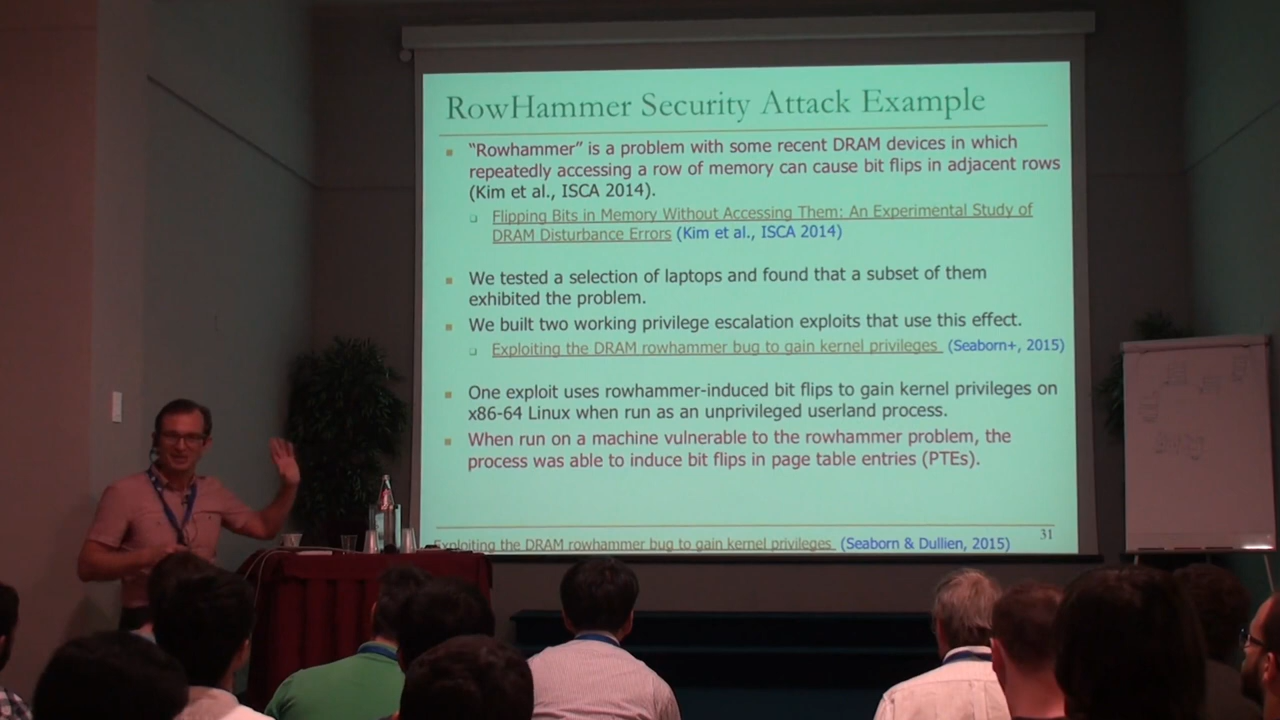 RowHammer Security Attack Example
“Rowhammer” is a problem with some recent DRAM devices in which
repeatedly accessing a row of memory can cause bit flips in adjacent rows
(Kim et al., ISCA 2014).
Flipping Bits in Memory Without Accessing Them: An Experimental Study of
DRAM Disturbance Errors (Kim et al., ISCA 2014)
We tested a selection of laptops and found that a subset of them
exhibited the problem.
We built two working privilege escalation exploits that use this effect.
Exploiting the DRAM rowhammer bug to gain kernel privileges (Seaborn+, 2015)
One exploit uses rowhammer-induced bit flips to gain kernel privileges on
x86-64 Linux when run as an unprivileged userland process.
When run on a machine vulnerable to the rowhammer problem, the
process was able to induce bit flips in page table entries (PTEs).
31
Exploiting the DRAM rowhammer bug to gain kernel privileges (Seaborn & Dullien, 2015)